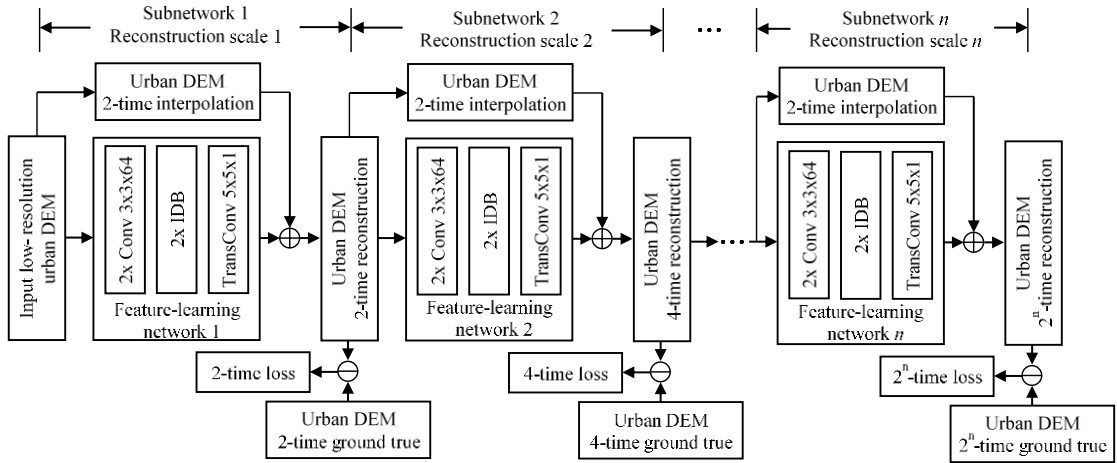 Subnetwork 1
Reconstruction scale 1
Subnetwork 2
Reconstruction scale 2
Subnetwork n
Reconstruction scale n
Urban DEM
2-time interpolation
Urban DEM
2-time interpolation
Urban DEM
2-time interpolation
Input low- resolution
urban DEM
2x Conv 3x3x64
2x IDB
TransConv 5x5x1
Feature-learning
network 1
Urban DEM
2-time reconstruction
2x Conv 3x3x64
2x IDB
TransConv 5x5x1
Feature-learning
network 2
Urban DEM
4-time reconstruction
2x Conv 3x3x64
2x IDB
TransConv 5x5x1
Feature-learning
network n
Urban DEM
2ⁿ-time reconstruction
2-time loss
4-time loss
2ⁿ-time loss
Urban DEM
2-time ground true
Urban DEM
4-time ground true
Urban DEM
2ⁿ-time ground true